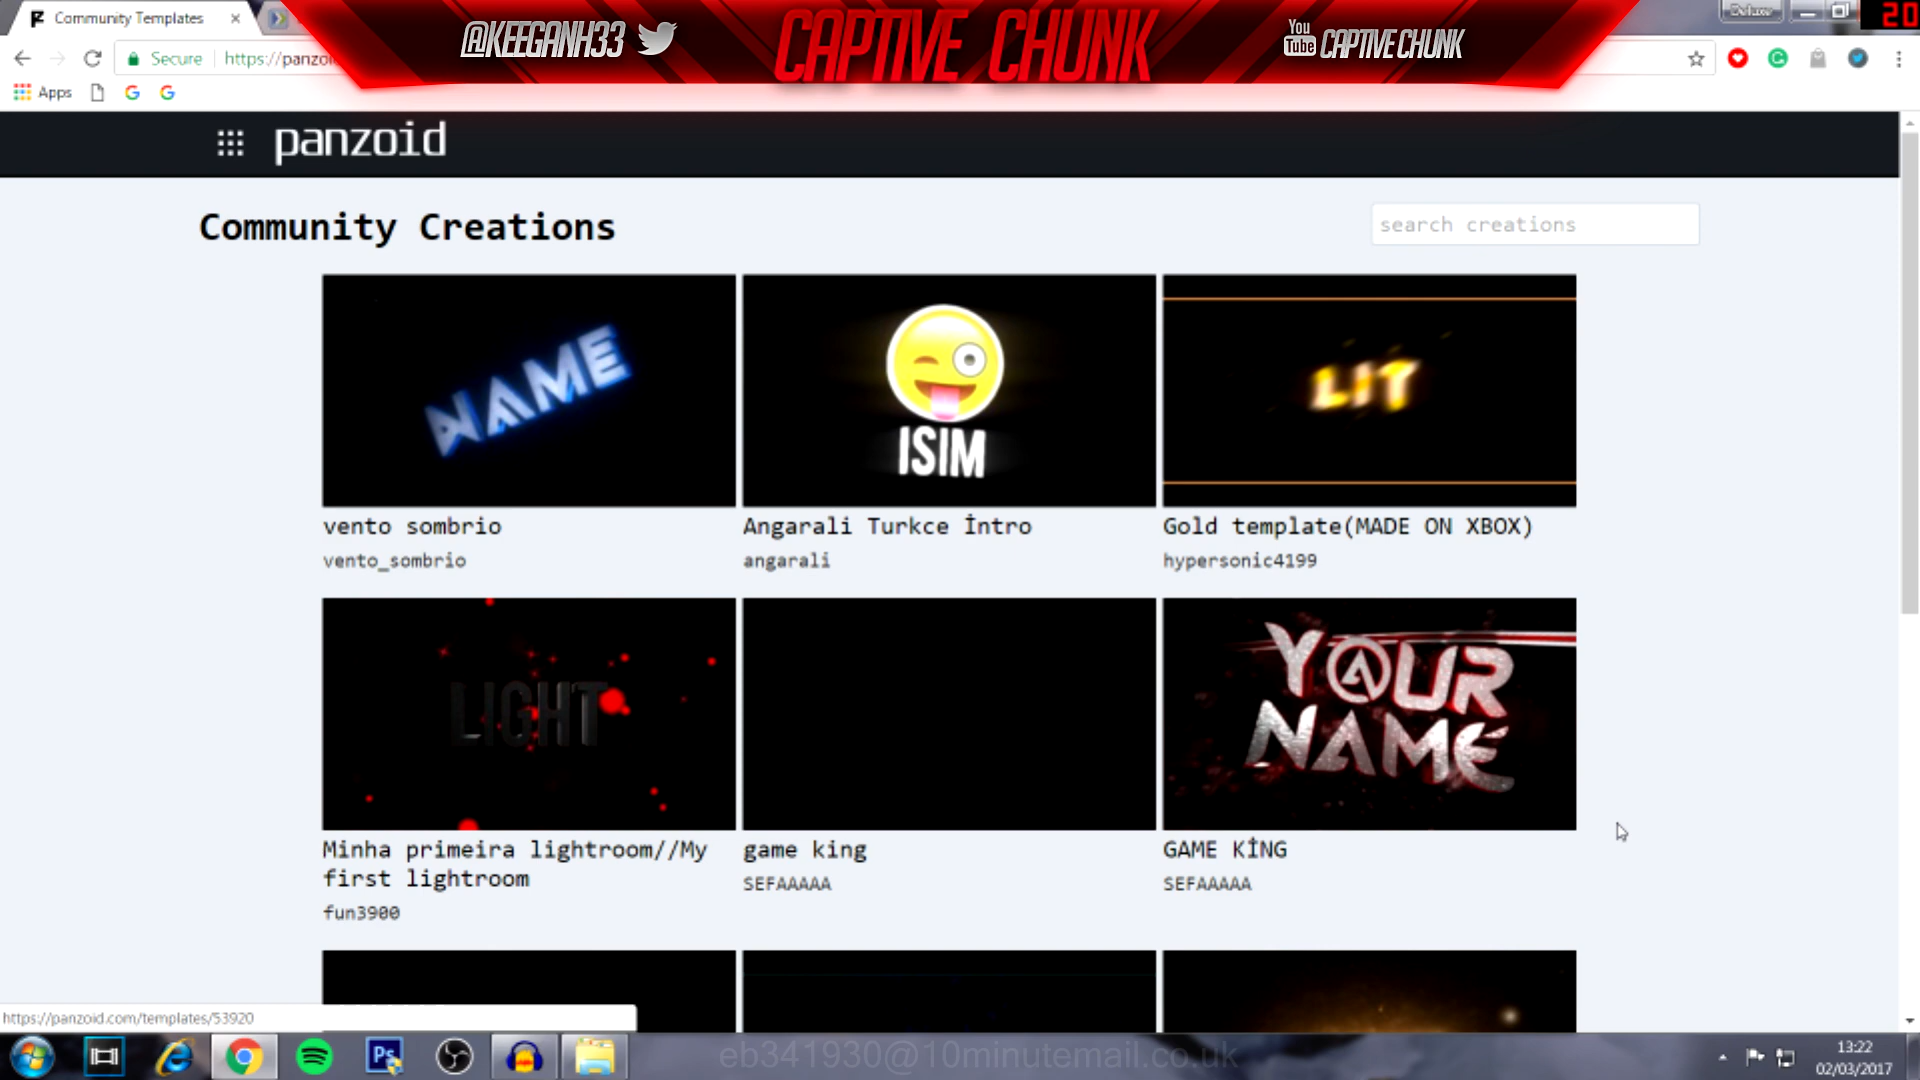 Community Templates
Deluxe
20
@KEEGANH33
CAPTIVE CHUNK
You
Tube CAPTIVE CHUNK
Secure
https://panzoi
Apps
panzoid
Community Creations
search creations
NAME
ISIM
LIT
vento sombrio
Angarali Turkce İntro
Gold template(MADE ON XBOX)
vento_sombrio
angarali
hypersonic4199
LIGHT
YOUR
NAME
Minha primeira lightroom//My
first lightroom
game king
GAME KİNG
fun3900
SEFAAAAA
SEFAAAAA
https://panzoid.com/templates/53920
Ps
eb341930@10minutemail.co.uk
13:22
02/03/2017